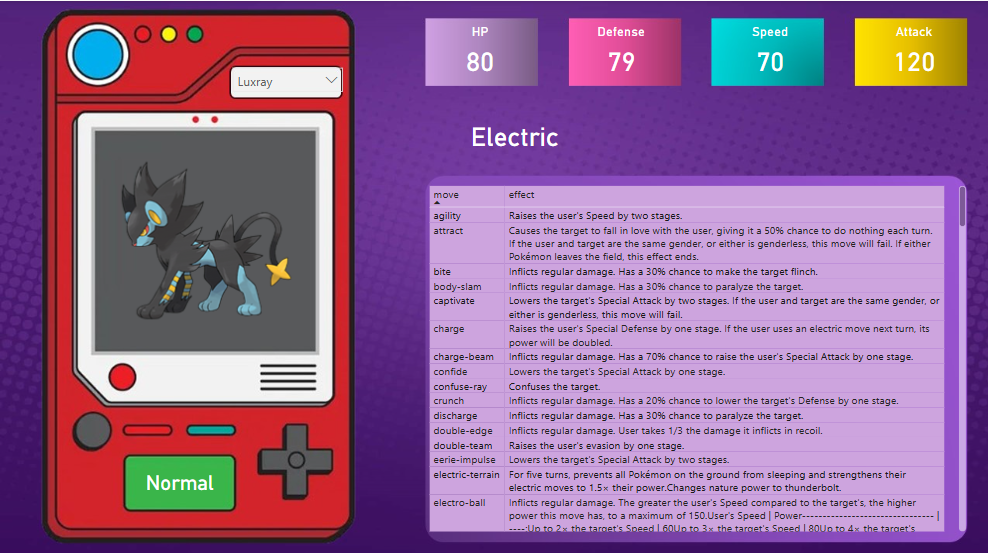 HP
80
Defense
79
Speed
70
Attack
120
Luxray
Electric
Normal
move effect
agility Raises the user's Speed by two stages.
attract Causes the target to fall in love with the user, giving it a 50% chance to do nothing each turn.
If the user and target are the same gender, or either is genderless, this move will fail. If either
Pokémon leaves the field, this effect ends.
bite Inflicts regular damage. Has a 30% chance to make the target flinch.
body-slam Inflicts regular damage. Has a 30% chance to paralyze the target.
captivate Lowers the target's Special Attack by two stages. If the user and target are the same gender, or
either is genderless, this move will fail.
charge Raises the user's Special Defense by one stage. If the user uses an electric move next turn, its
power will be doubled.
charge-beam Inflicts regular damage. Has a 70% chance to raise the user's Special Attack by one stage.
confide Lowers the target's Special Attack by one stage.
confuse-ray Confuses the target.
crunch Inflicts regular damage. Has a 20% chance to lower the target's Defense by one stage.
discharge Inflicts regular damage. Has a 30% chance to paralyze the target.
double-edge Inflicts regular damage. User takes 1/3 the damage it inflicts in recoil.
double-team Raises the user's evasion by one stage.
eerie-impulse Lowers the target's Special Attack by two stages.
electric-terrain For five turns, prevents all Pokémon on the ground from sleeping and strengthens their
electric moves to 1.5× their power.Changes nature power to thunderbolt.
electro-ball Inflicts regular damage. The greater the user's Speed compared to the target's, the higher
power this move has, to a maximum of 150.User's Speed | Power--------------------------------- |
----:Up to 2× the target's Speed | 60Up to 3× the target's Speed | 80Up to 4× the target's